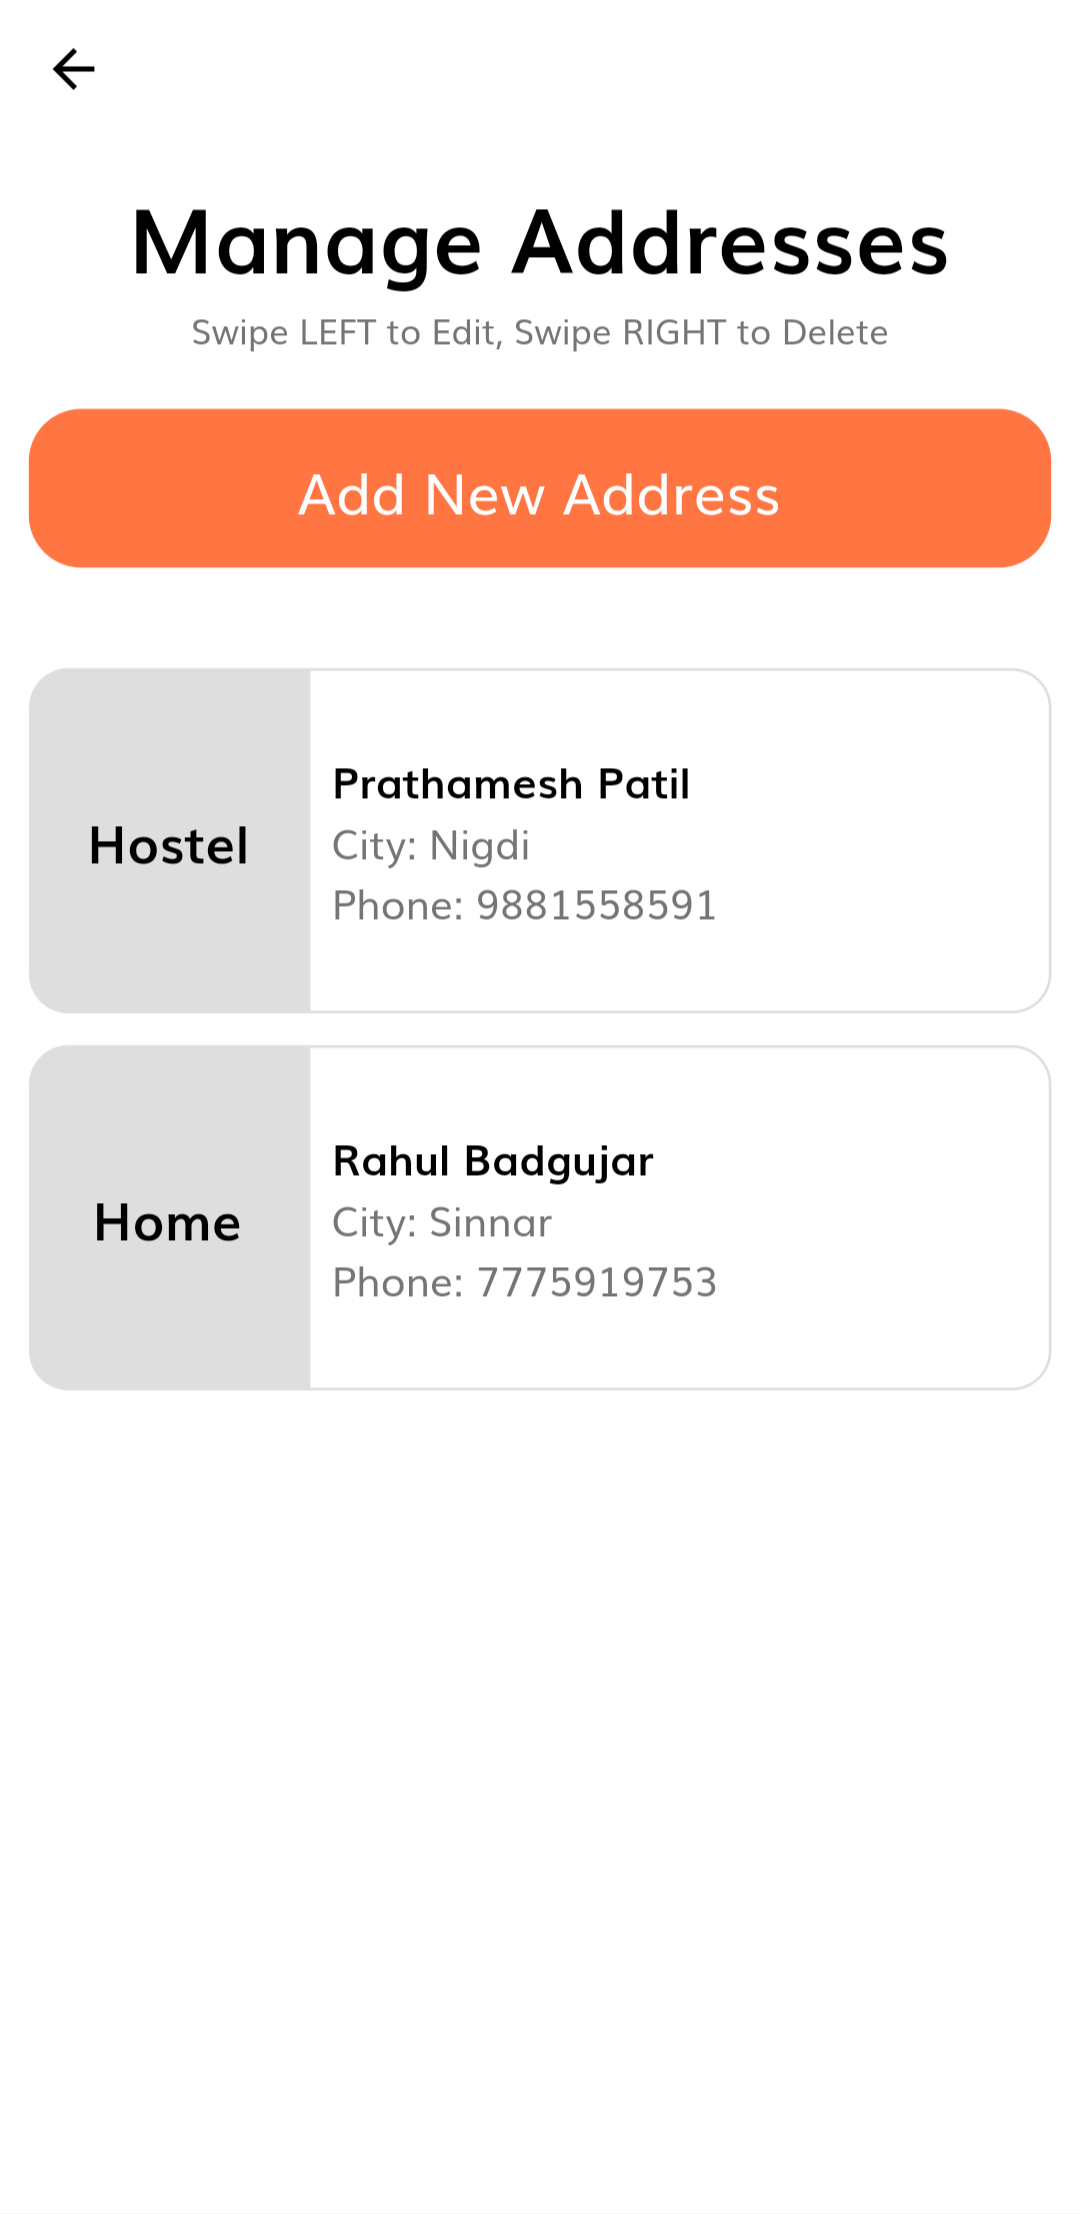 Manage Addresses
Swipe LEFT to Edit, Swipe RIGHT to Delete
Add New Address
Hostel
Prathamesh Patil
City: Nigdi
Phone: 9881558591
Home
Rahul Badgujar
City: Sinnar
Phone: 7775919753